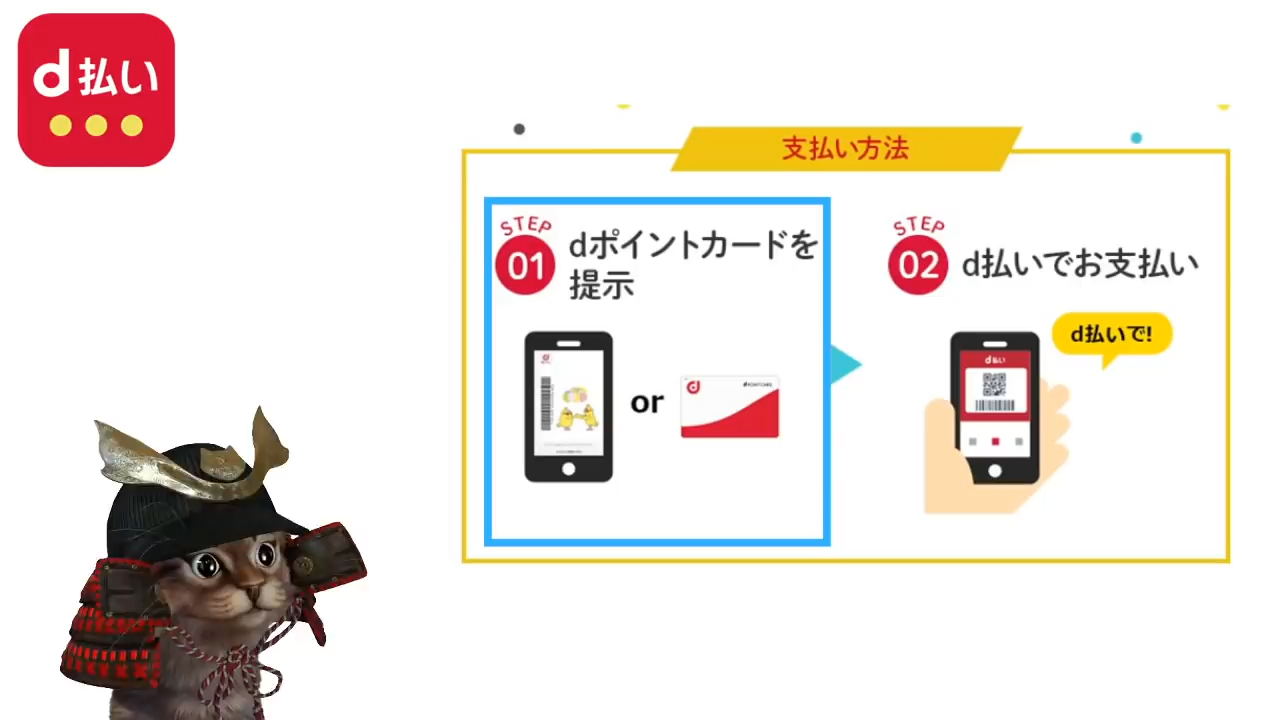 d払い
支払い方法
STEP
01
dポイントカードを
提示
or
d POINT CARD
STEP
02
d払いでお支払い
d払いで!
d払い